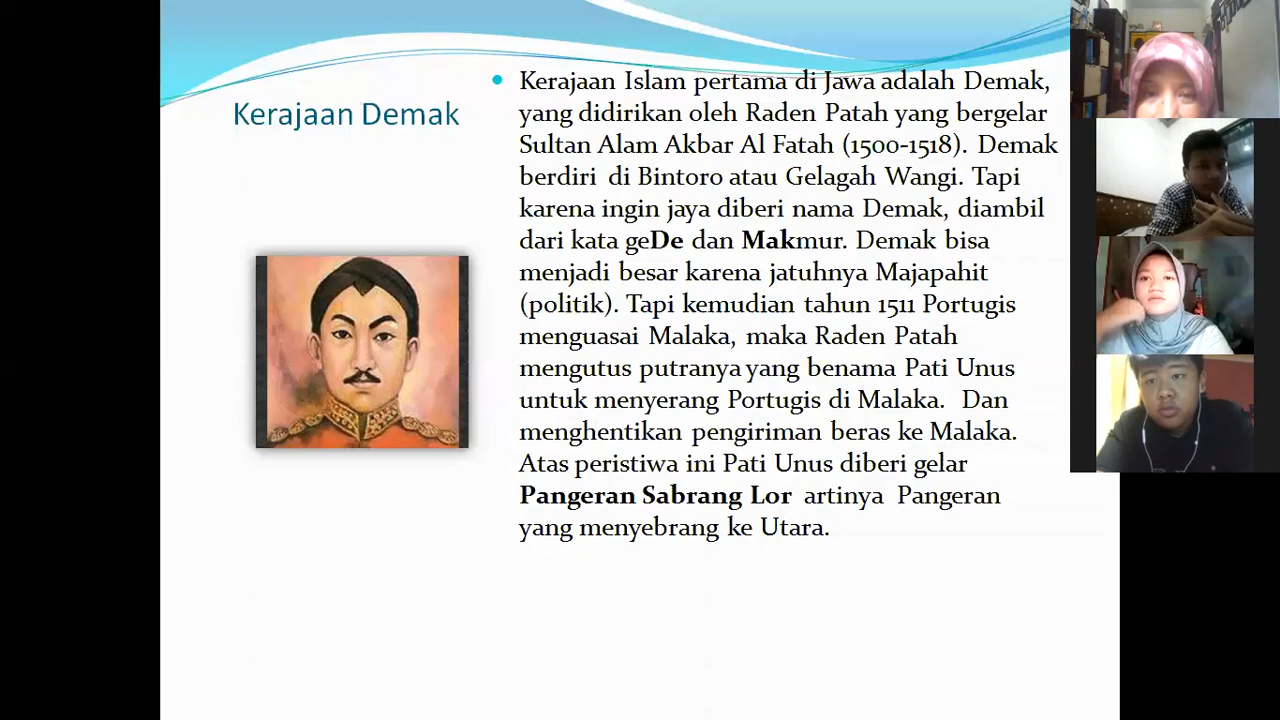 Kerajaan Demak
Kerajaan Islam pertama di Jawa adalah Demak,
yang didirikan oleh Raden Patah yang bergelar
Sultan Alam Akbar Al Fatah (1500-1518). Demak
berdiri di Bintoro atau Gelagah Wangi. Tapi
karena ingin jaya diberi nama Demak, diambil
dari kata geDe dan Makmur. Demak bisa
menjadi besar karena jatuhnya Majapahit
(politik). Tapi kemudian tahun 1511 Portugis
menguasai Malaka, maka Raden Patah
mengutus putranya yang benama Pati Unus
untuk menyerang Portugis di Malaka. Dan
menghentikan pengiriman beras ke Malaka.
Atas peristiwa ini Pati Unus diberi gelar
Pangeran Sabrang Lor artinya Pangeran
yang menyebrang ke Utara.